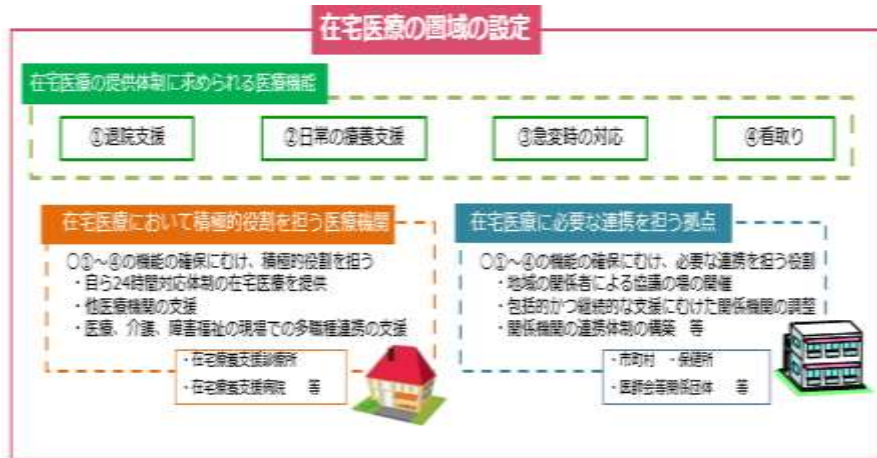 在宅医療の圏域の設定
在宅医療の提供体制に求められる医療機能
①退院支援
②日常の療養支援
③急変時の対応
④看取り
在宅医療において積極的役割を担う医療機関
〇①～④の機能の確保にむけ、積極的役割を担う
・自ら24時間対応体制の在宅医療を提供
・他医療機関の支援
・医療、介護、障害福祉の現場での多職種連携の支援
・在宅療養支援診療所
・在宅療養支援病院　等
在宅医療に必要な連携を担う拠点
〇①～④の機能の確保にむけ、必要な連携を担う役割
・地域の関係者による協議の場の開催
・包括的かつ継続的な支援にむけた関係機関の調整
・関係機関の連携体制の構築　等
・市町村　・保健所
・医師会等関係団体　等